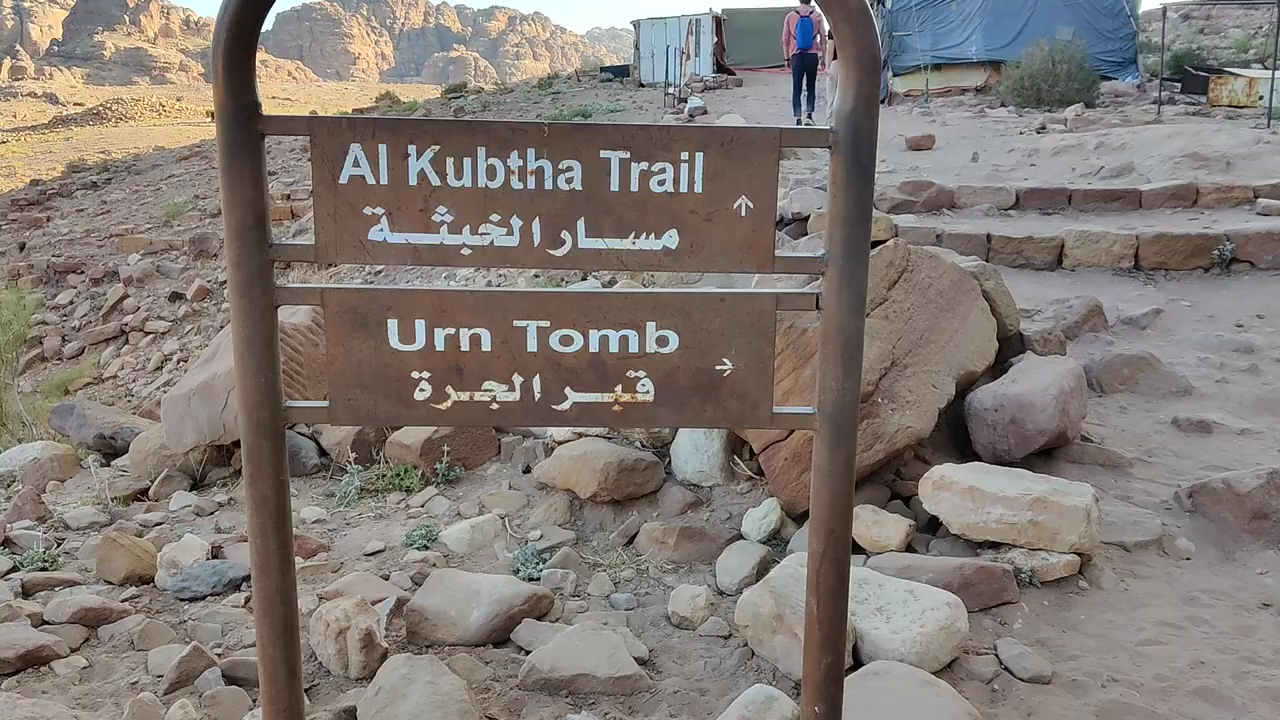 Al Kubtha Trail ↑
مسار الخبثة
Urn Tomb →
قبر الجرة